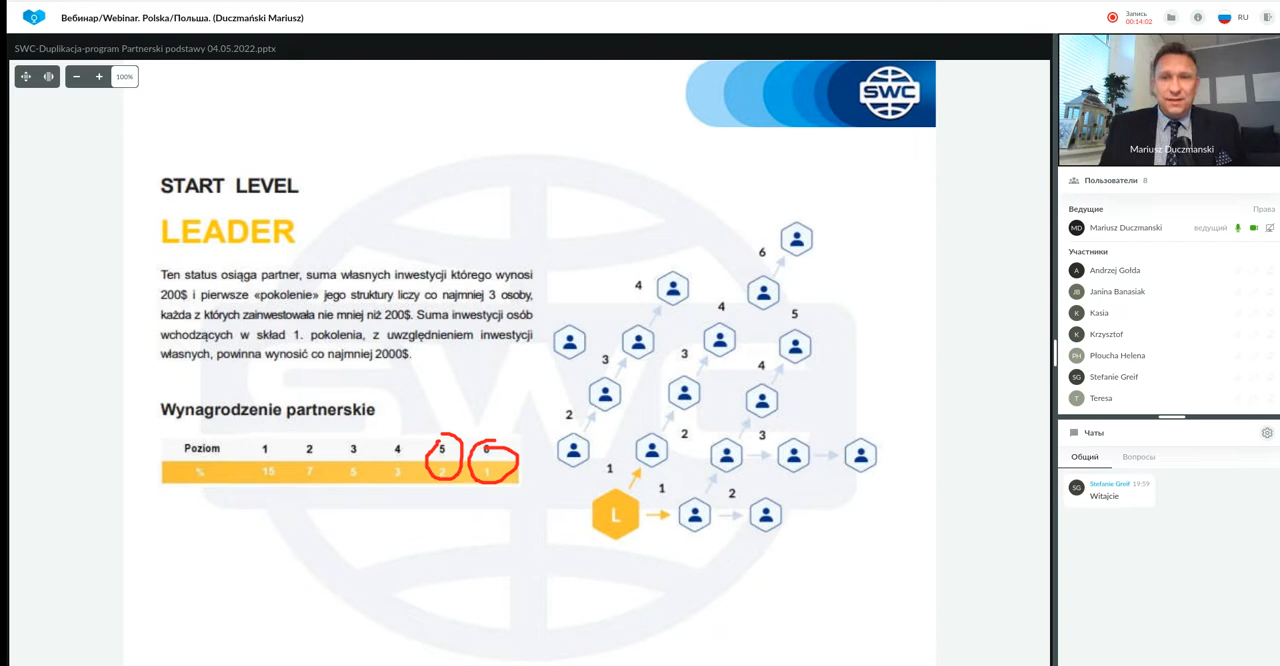 Вебинар/Webinar. Polska/Польша. (Duczmański Mariusz)
Запись
00:14:02
RU
SWC-Duplikacja-program Partnerski podstawy 04.05.2022.pptx
100%
SWC
START LEVEL
LEADER
Ten status osiąga partner, suma własnych inwestycji którego wynosi
200$ i pierwsze «pokolenie» jego struktury liczy co najmniej 3 osoby,
każda z których zainwestowała nie mniej niż 200$. Suma inwestycji osób
wchodzących w skład 1. pokolenia, z uwzględnieniem inwestycji
własnych, powinna wynosić co najmniej 2000$.
Wynagrodzenie partnerskie
Poziom 1 2 3 4 5 6
% 15 7 5 3 2 1
6
4
4
5
3
3
4
2
2
3
1
1
2
L
SWC
Mariusz Duczmanski
Пользователи 8
Ведущие Права
MD Mariusz Duczmanski ведущий
Участники
A Andrzej Gołda
JB Janina Banasiak
K Kasia
K Krzysztof
PH Płoucha Helena
SG Stefanie Greif
T Teresa
Чаты
Общий Вопросы
SG Stefanie Greif 19:59
Witajcie